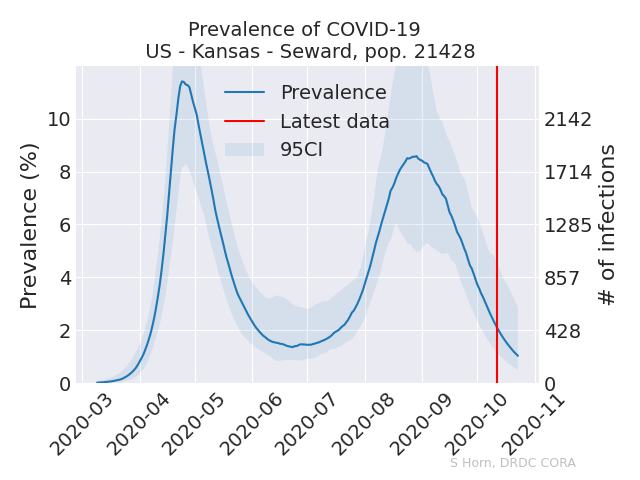 Prevalence of COVID-19
US - Kansas - Seward, pop. 21428
Prevalence
Latest data
95CI
Prevalence (%)
10
8
6
4
2
0
2142
1714
1285
857
428
0
# of infections
2020-03
2020-04
2020-05
2020-06
2020-07
2020-08
2020-09
2020-10
2020-11
S Horn, DRDC CORA